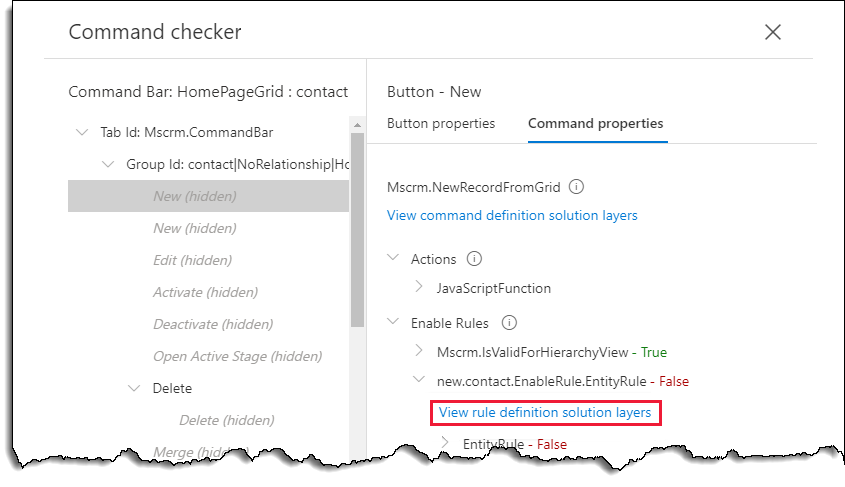 Command checker
Command Bar: HomePageGrid : contact
Tab Id: Mscrm.CommandBar
Group Id: contact|NoRelationship|Ho
New (hidden)
New (hidden)
Edit (hidden)
Activate (hidden)
Deactivate (hidden)
Open Active Stage (hidden)
Delete
Delete (hidden)
Merge (hidden)
Button - New
Button properties
Command properties
Mscrm.NewRecordFromGrid
View command definition solution layers
Actions
JavaScriptFunction
Enable Rules
Mscrm.IsValidForHierarchyView - True
new.contact.EnableRule.EntityRule - False
View rule definition solution layers
EntityRule - False